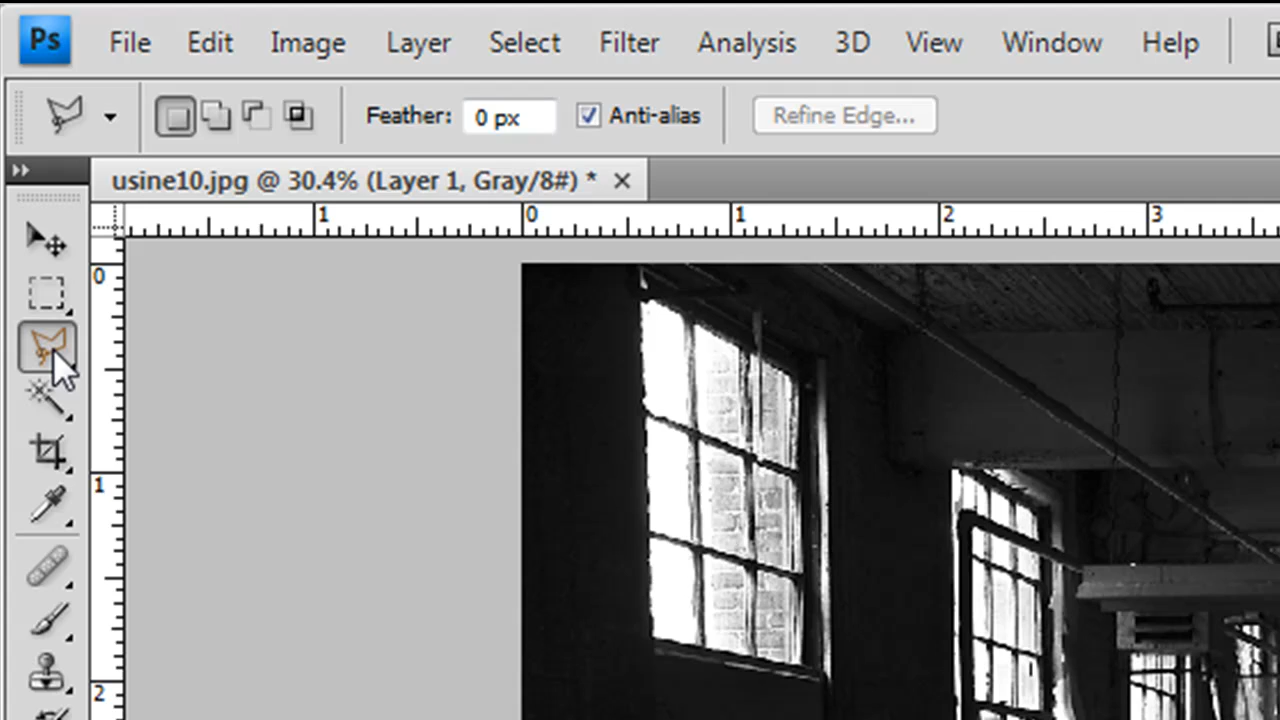 Ps File Edit Image Layer Select Filter Analysis 3D View Window Help
Feather: 0 px Anti-alias Refine Edge...
usine10.jpg @ 30.4% (Layer 1, Gray/8#) * ×
1 0 1 2 3
0
1
2